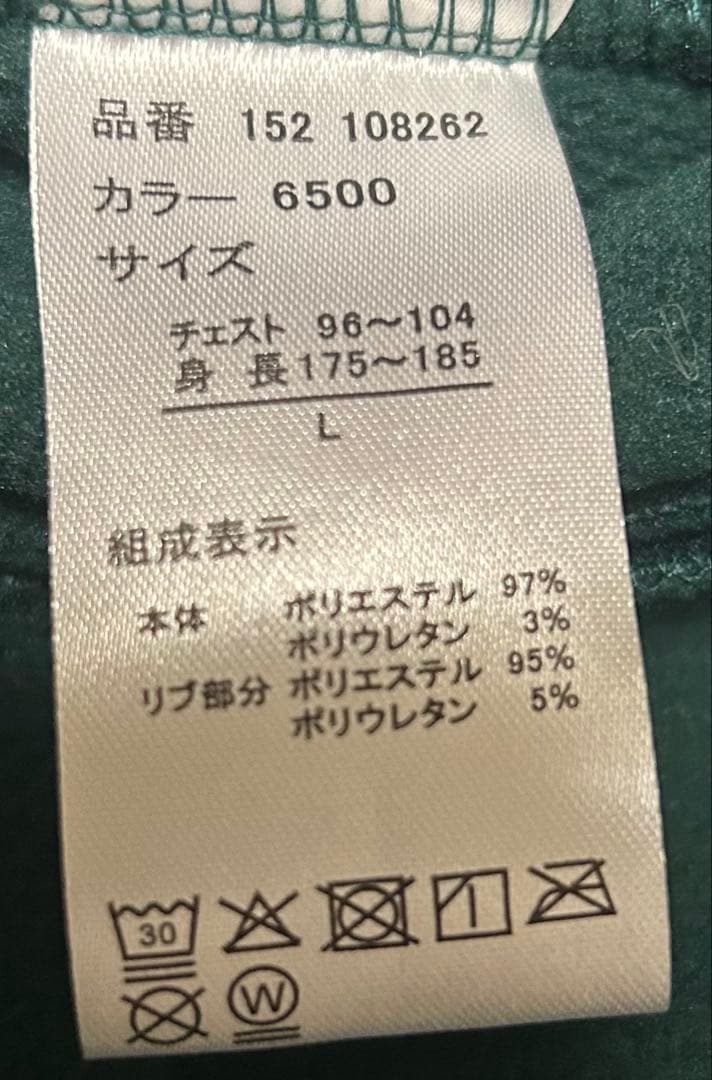 品番 152 108262
カラー 6500
サイズ
チェスト 96～104
身 長 175～185
L
組成表示
本体 ポリエステル 97%
ポリウレタン 3%
リブ部分 ポリエステル 95%
ポリウレタン 5%
30
W